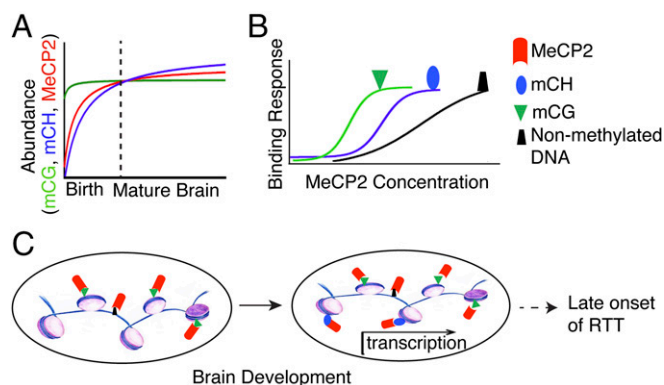 A
Abundance
(mCG, mCH, MeCP2)
Birth
Mature Brain
B
Binding Response
MeCP2 Concentration
MeCP2
mCH
mCG
Non-methylated
DNA
C
transcription
Late onset
of RTT
Brain Development